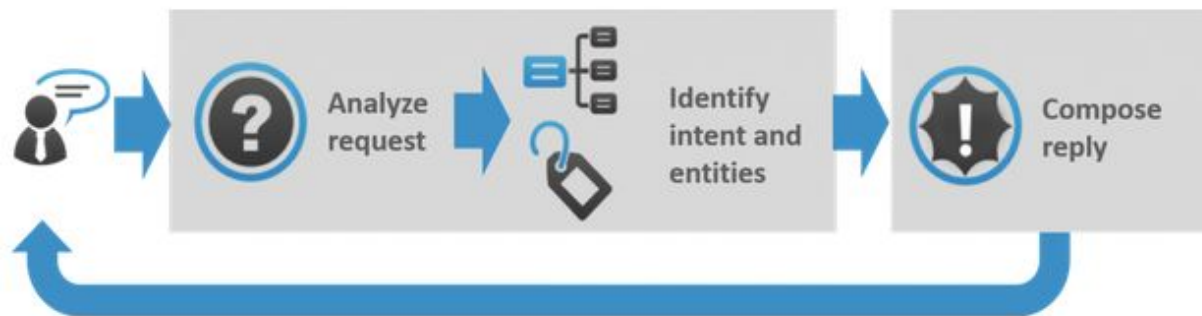 ?
Analyze
request
Identify
intent and
entities
!
Compose
reply